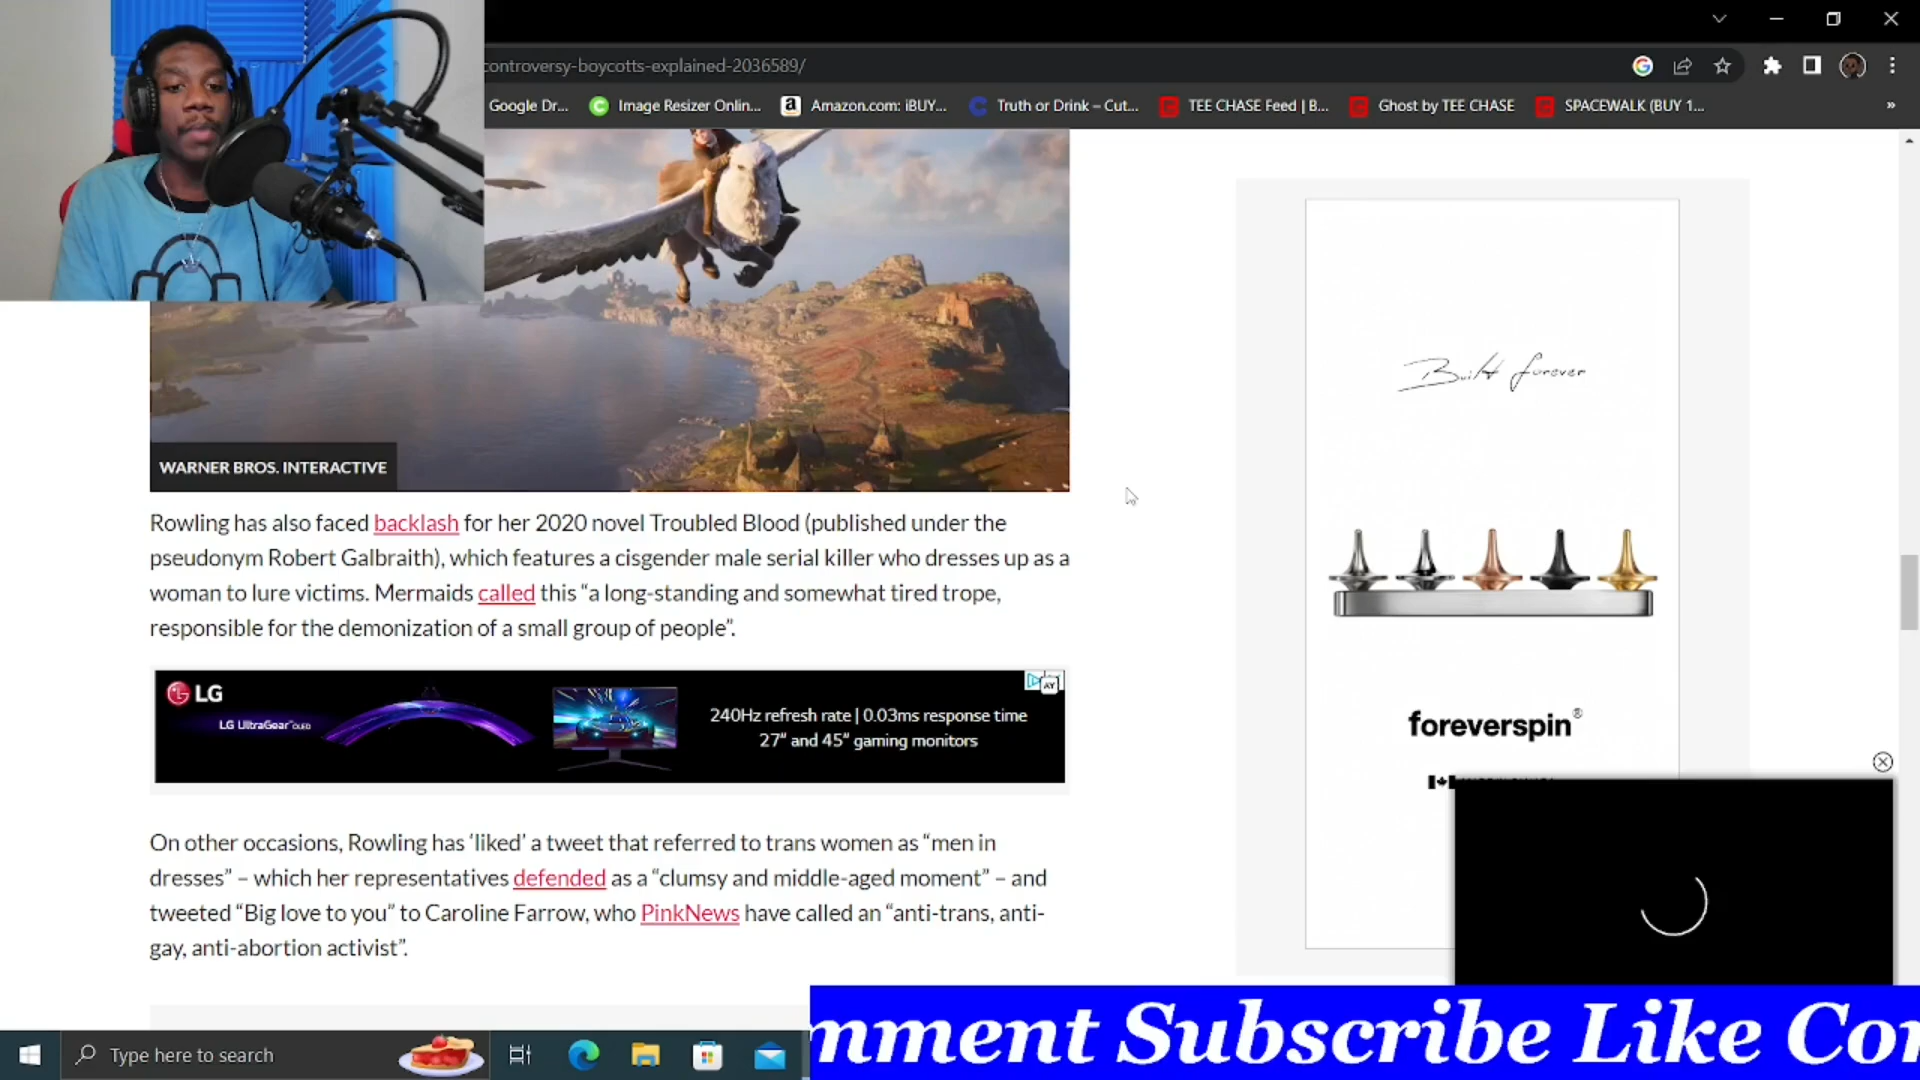 controversy-boycotts-explained-2036589/
Google Dr...
Image Resizer Onlin...
Amazon.com: iBUY...
Truth or Drink – Cut...
TEE CHASE Feed | B...
Ghost by TEE CHASE
SPACEWALK (BUY 1...
»
WARNER BROS. INTERACTIVE
Rowling has also faced backlash for her 2020 novel Troubled Blood (published under the
pseudonym Robert Galbraith), which features a cisgender male serial killer who dresses up as a
woman to lure victims. Mermaids called this “a long-standing and somewhat tired trope,
responsible for the demonization of a small group of people”.
LG
LG UltraGear™ OLED
240Hz refresh rate | 0.03ms response time
27" and 45" gaming monitors
AY
On other occasions, Rowling has ‘liked’ a tweet that referred to trans women as “men in
dresses” – which her representatives defended as a “clumsy and middle-aged moment” – and
tweeted “Big love to you” to Caroline Farrow, who PinkNews have called an “anti-trans, anti-
gay, anti-abortion activist”.
Built forever
foreverspin®
Type here to search
mment Subscribe Like Com